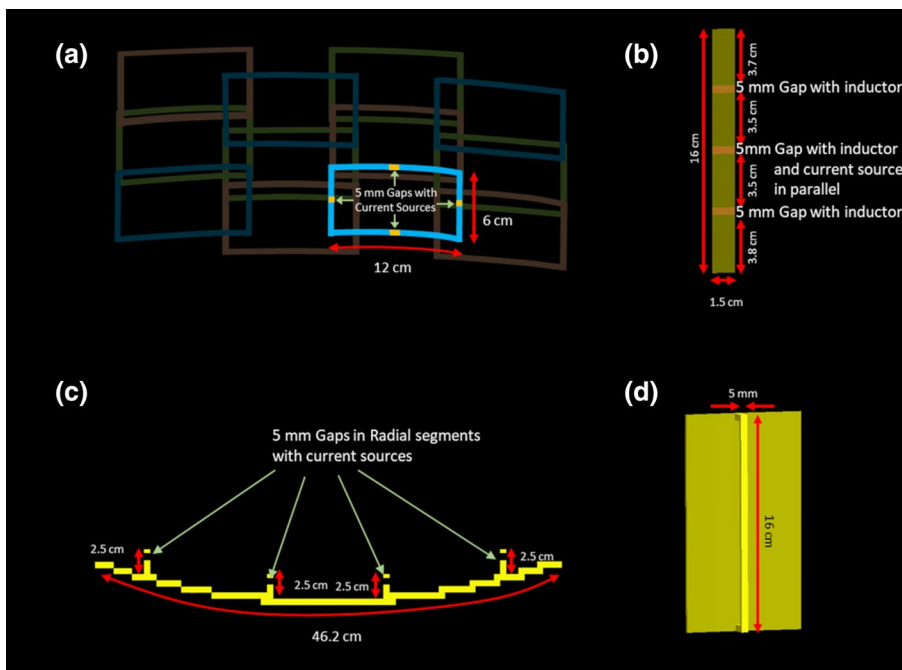 (a)
5 mm Gaps with
Current Sources
6 cm
12 cm
(b)
16 cm
3.7 cm
5 mm Gap with inductor
3.5 cm
5mm Gap with inductor
and current source
in parallel
3.5 cm
5 mm Gap with inductor
3.8 cm
1.5 cm
(c)
5 mm Gaps in Radial segments
with current sources
2.5 cm
2.5 cm
2.5 cm
2.5 cm
46.2 cm
(d)
5 mm
16 cm